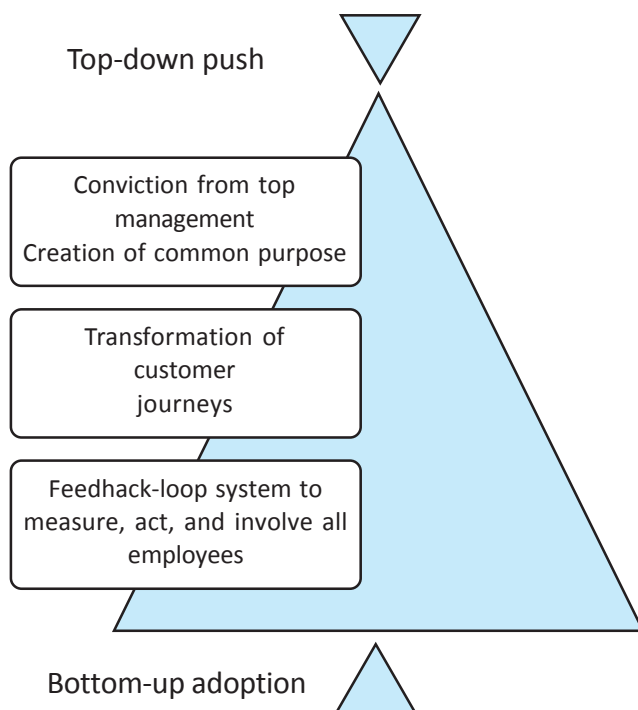 Top-down push
Conviction from top
management
Creation of common purpose
Transformation of
customer
journeys
Feedhack-loop system to
measure, act, and involve all
employees
Bottom-up adoption